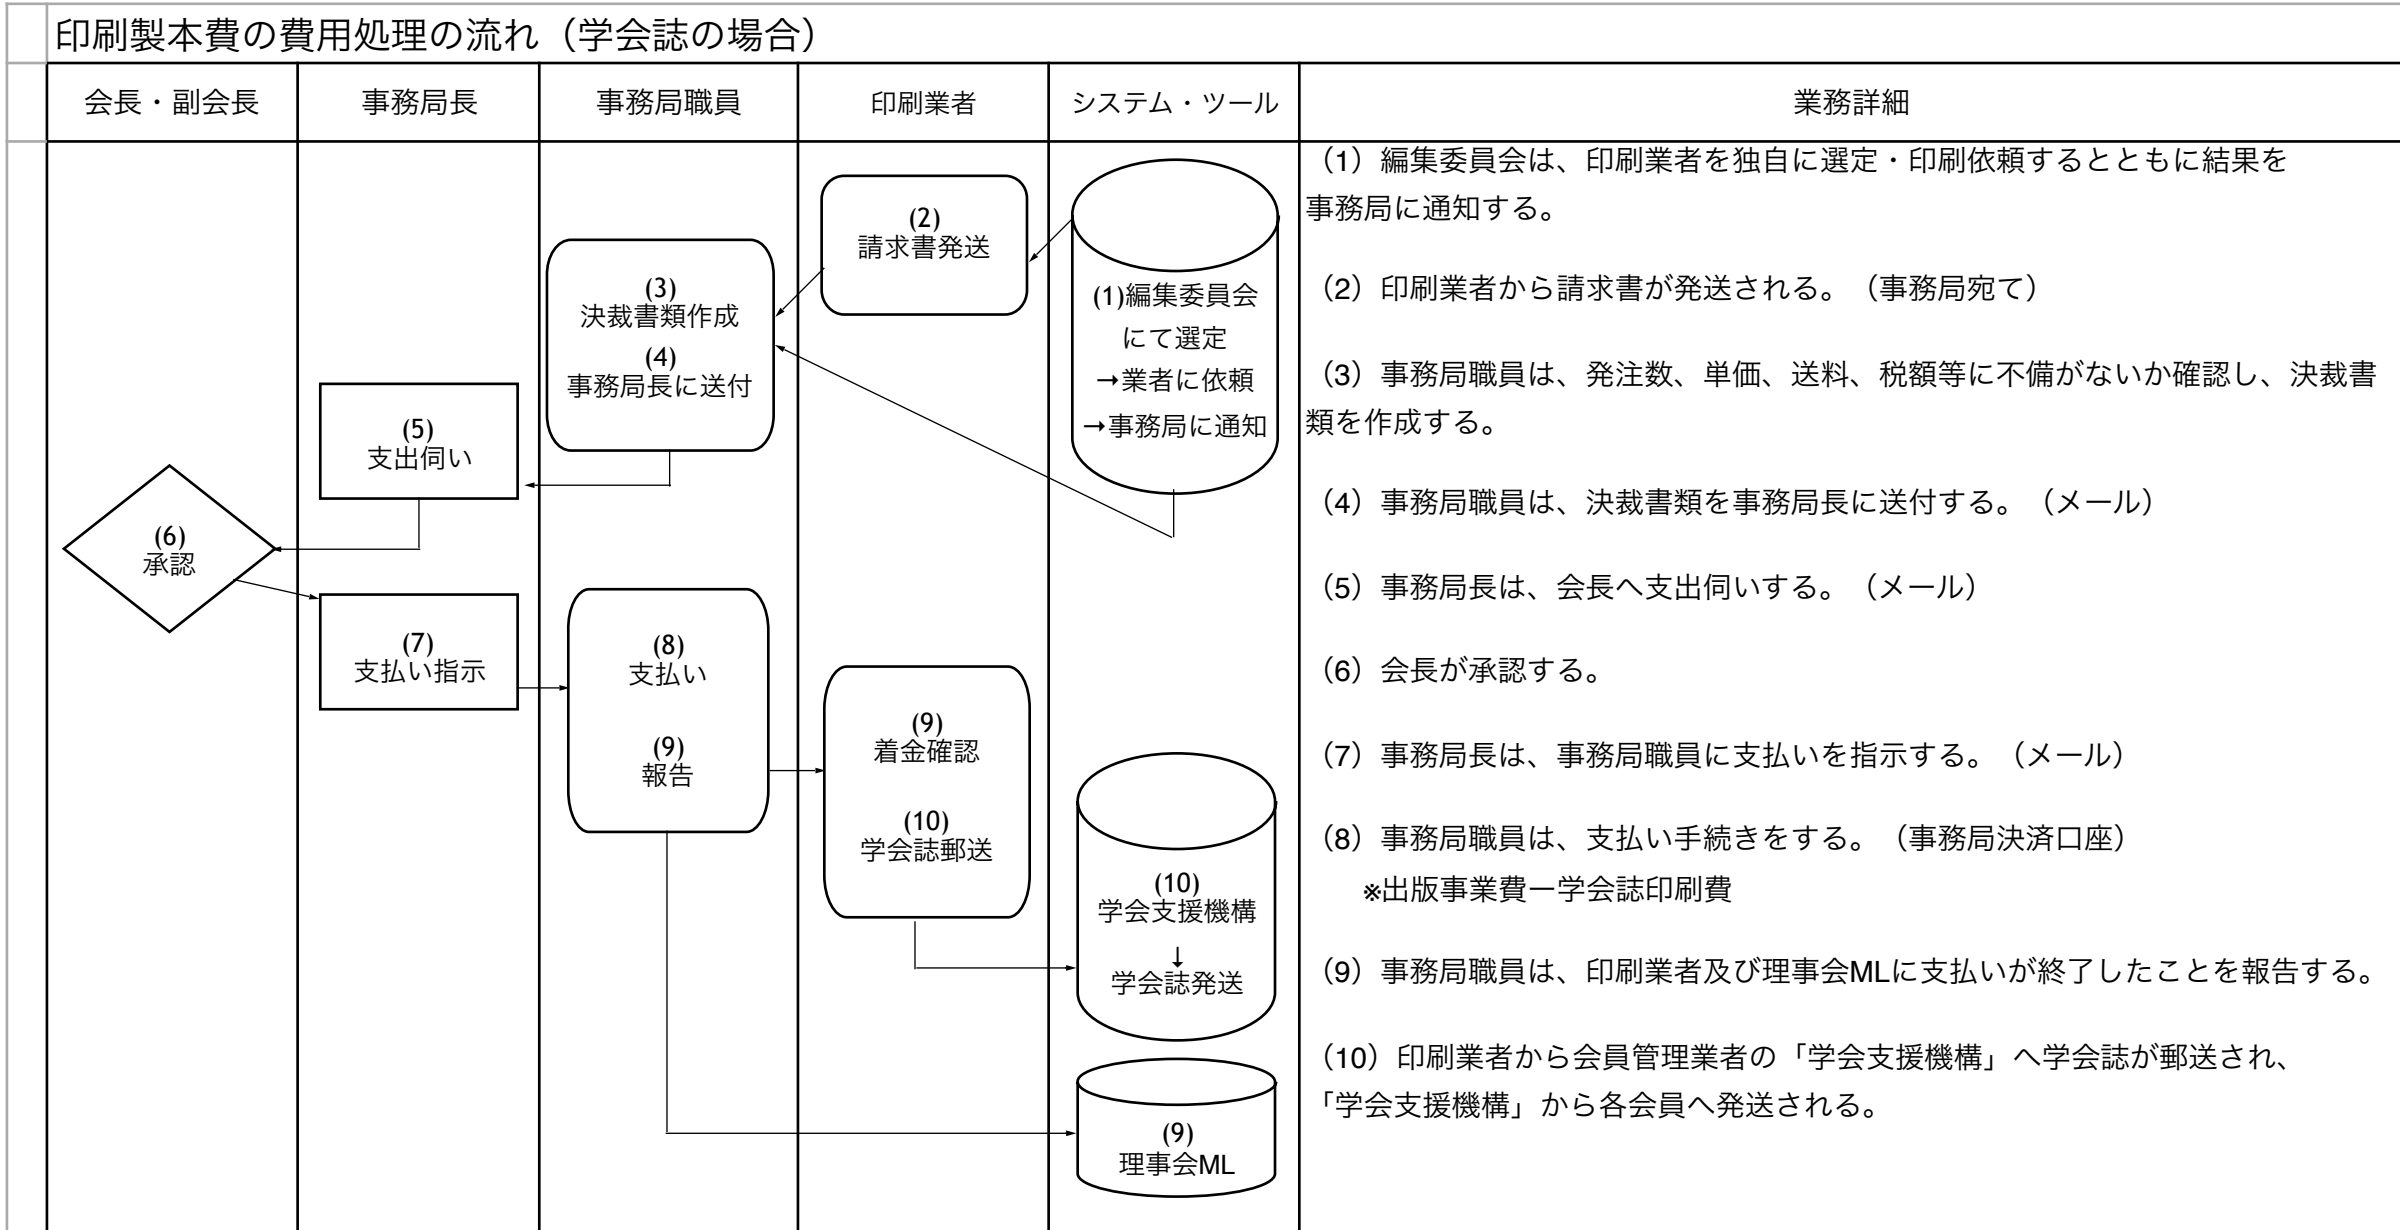 印刷製本費の費用処理の流れ（学会誌の場合）
会長・副会長
事務局長
事務局職員
印刷業者
システム・ツール
業務詳細
(1)編集委員会
にて選定
→業者に依頼
→事務局に通知
(2)
請求書発送
(3)
決裁書類作成
(4)
事務局長に送付
(5)
支出伺い
(6)
承認
(7)
支払い指示
(8)
支払い
(9)
報告
(9)
着金確認
(10)
学会誌郵送
(10)
学会支援機構
↓
学会誌発送
(9)
理事会ML
（1）編集委員会は、印刷業者を独自に選定・印刷依頼するとともに結果を
事務局に通知する。
（2）印刷業者から請求書が発送される。（事務局宛て）
（3）事務局職員は、発注数、単価、送料、税額等に不備がないか確認し、決裁書
類を作成する。
（4）事務局職員は、決裁書類を事務局長に送付する。（メール）
（5）事務局長は、会長へ支出伺いする。（メール）
（6）会長が承認する。
（7）事務局長は、事務局職員に支払いを指示する。（メール）
（8）事務局職員は、支払い手続きをする。（事務局決済口座）
※出版事業費ー学会誌印刷費
（9）事務局職員は、印刷業者及び理事会MLに支払いが終了したことを報告する。
（10）印刷業者から会員管理業者の「学会支援機構」へ学会誌が郵送され、
「学会支援機構」から各会員へ発送される。